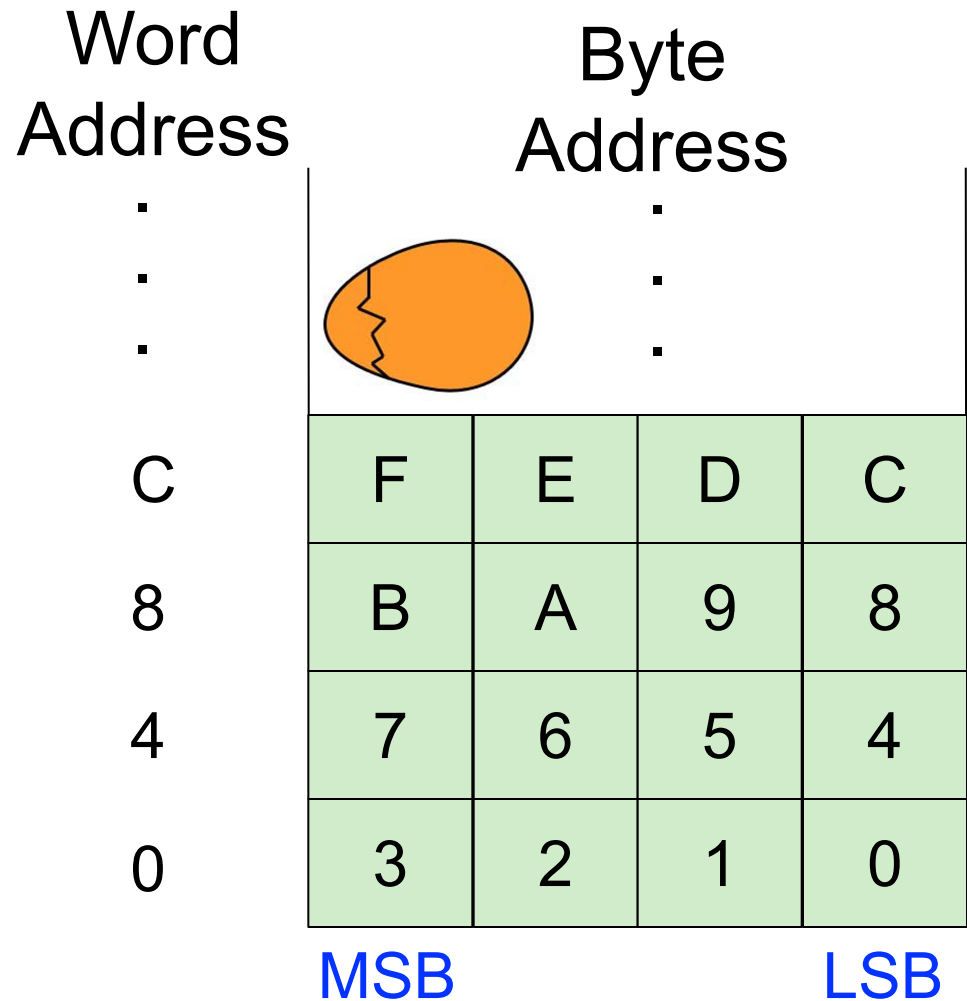 Word
Address
Byte
Address
.
.
.
.
.
.
C F E D C
8 B A 9 8
4 7 6 5 4
0 3 2 1 0
MSB LSB